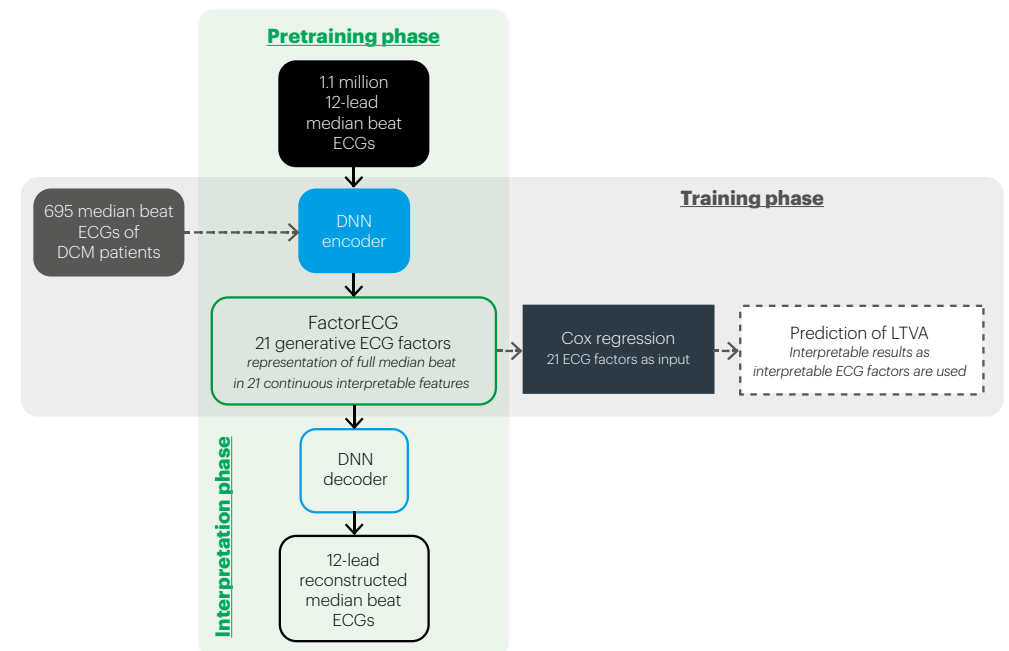 Pretraining phase
1.1 million
12-lead
median beat
ECGs
Training phase
695 median beat
ECGs of
DCM patients
DNN
encoder
FactorECG
21 generative ECG factors
representation of full median beat
in 21 continuous interpretable features
Cox regression
21 ECG factors as input
Prediction of LTVA
Interpretable results as
interpretable ECG factors are used
Interpretation phase
DNN
decoder
12-lead
reconstructed
median beat
ECGs